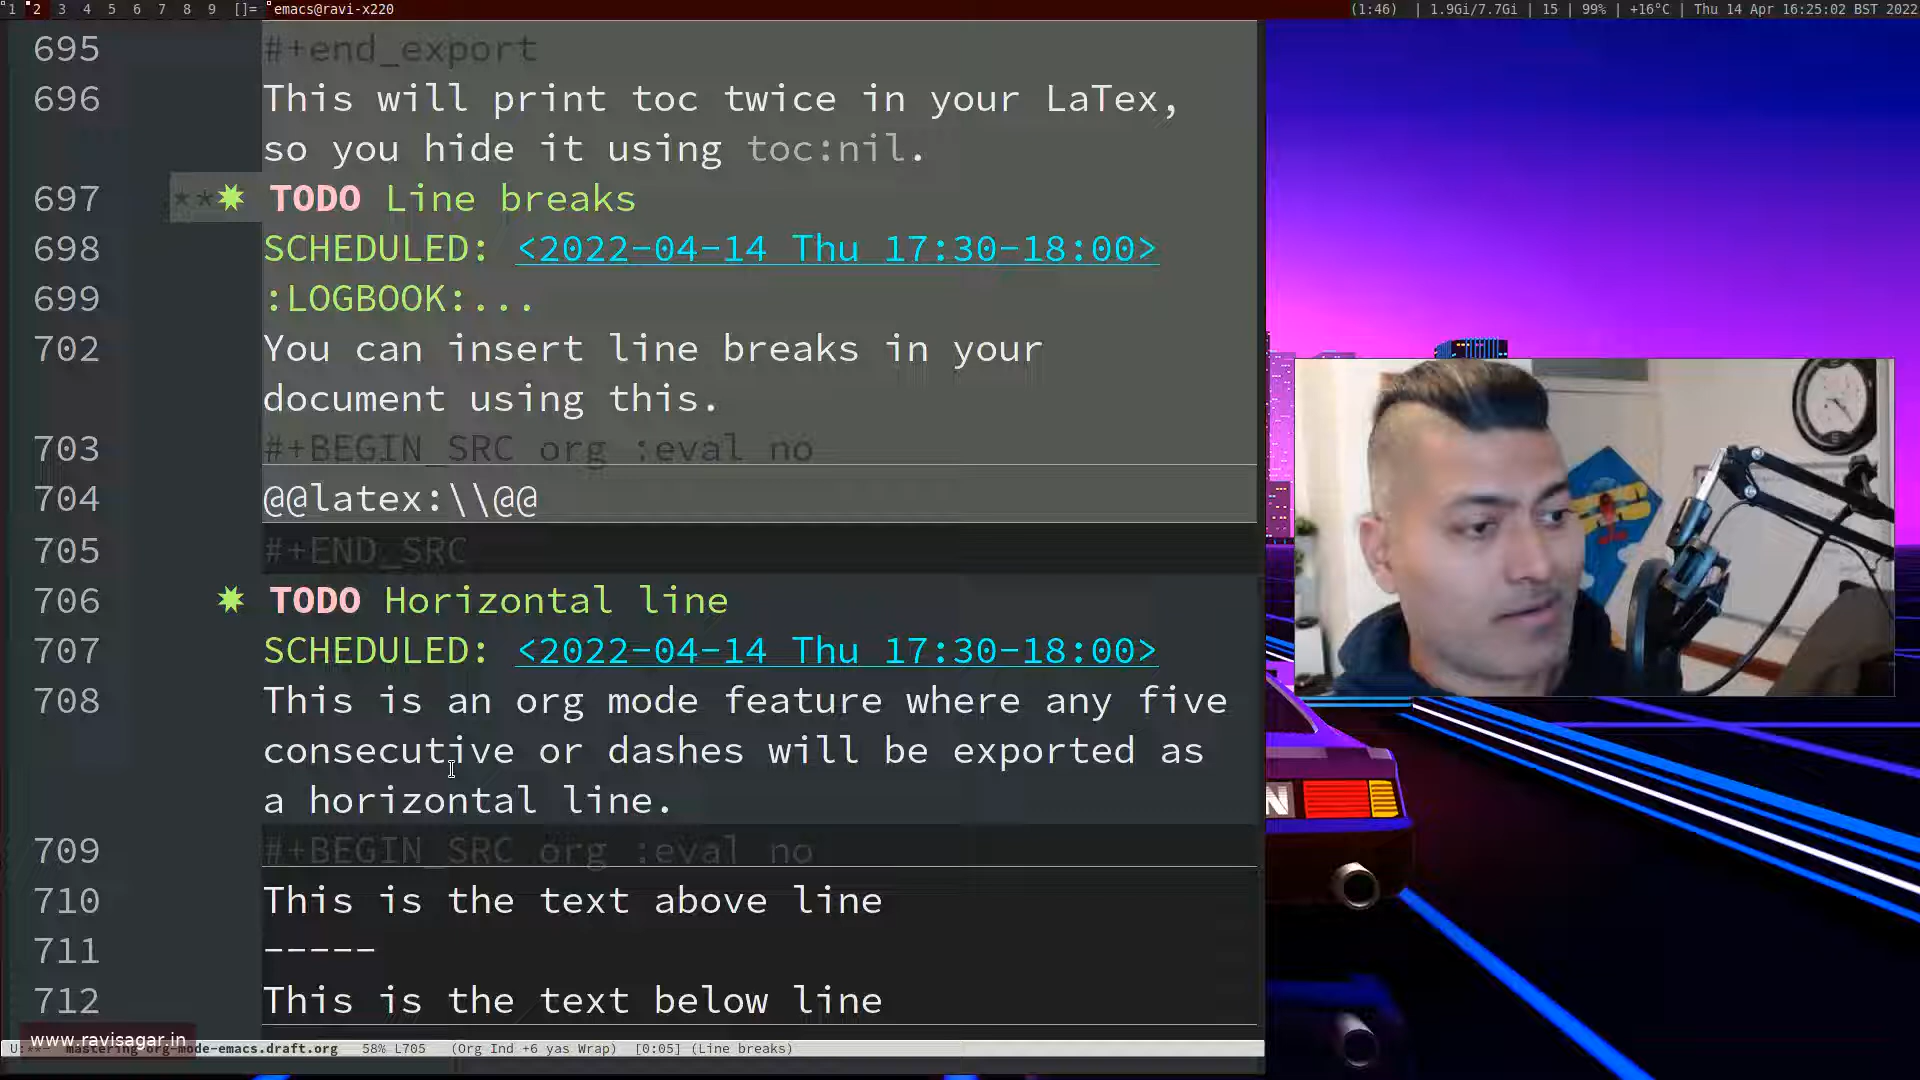 1 2 3 4 5 6 7 8 9 []= emacs@ravi-x220 (1:46) | 1.9Gi/7.7Gi | 15 | 99% | +16°C | Thu 14 Apr 16:25:02 BST 2022
695 #+end_export
696 This will print toc twice in your LaTex,
so you hide it using toc:nil.
697 **✸ TODO Line breaks
698 SCHEDULED: <2022-04-14 Thu 17:30-18:00>
699 :LOGBOOK:...
702 You can insert line breaks in your
document using this.
703 #+BEGIN_SRC org :eval no
704 @@latex:\\@@
705 #+END_SRC
706 ✸ TODO Horizontal line
707 SCHEDULED: <2022-04-14 Thu 17:30-18:00>
708 This is an org mode feature where any five
consecutive or dashes will be exported as
a horizontal line.
709 #+BEGIN_SRC org :eval no
710 This is the text above line
711 -----
712 This is the text below line
www.ravisagar.in
U:**- mastering-org-mode-emacs.draft.org 58% L705 (Org Ind +6 yas Wrap) [0:05] (Line breaks)
N